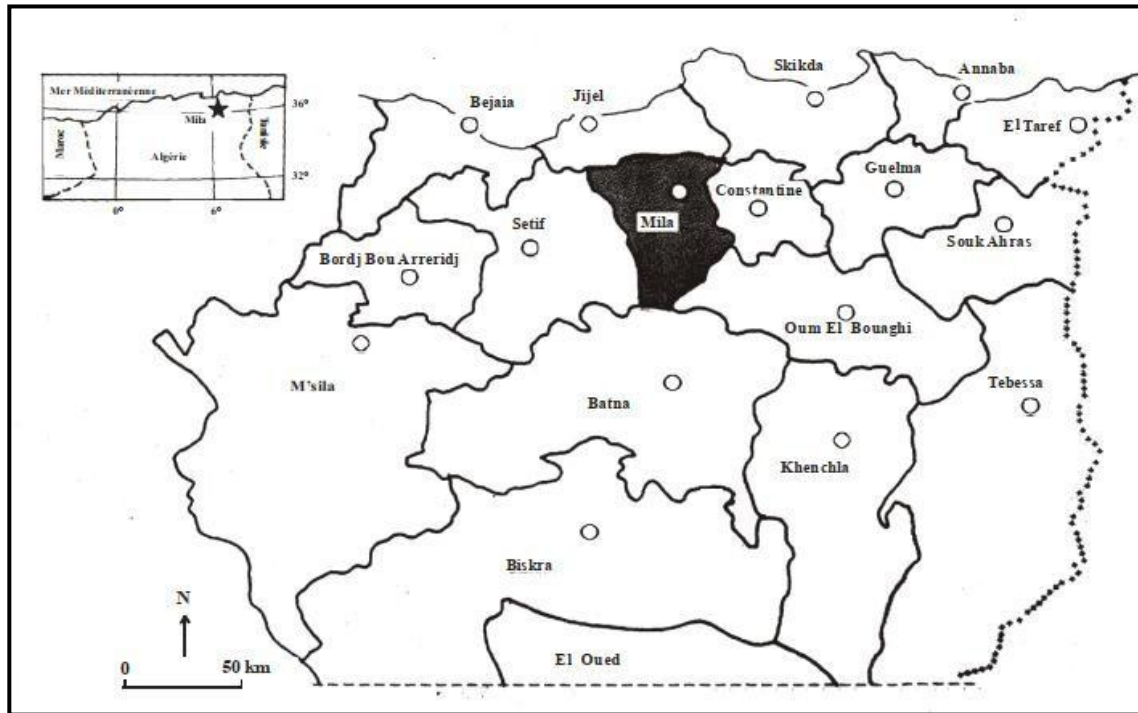 Mer Méditerranéenne
36°
Mila
Maroc
Algérie
Tunisie
32°
0°
6°
Skikda
Annaba
Bejaia
Jijel
El Taref
Guelma
Constantine
Mila
Setif
Souk Ahras
Bordj Bou Arreridj
Oum El Bouaghi
M'sila
Tebessa
Batna
Khenchla
Biskra
N
El Oued
0 50 km